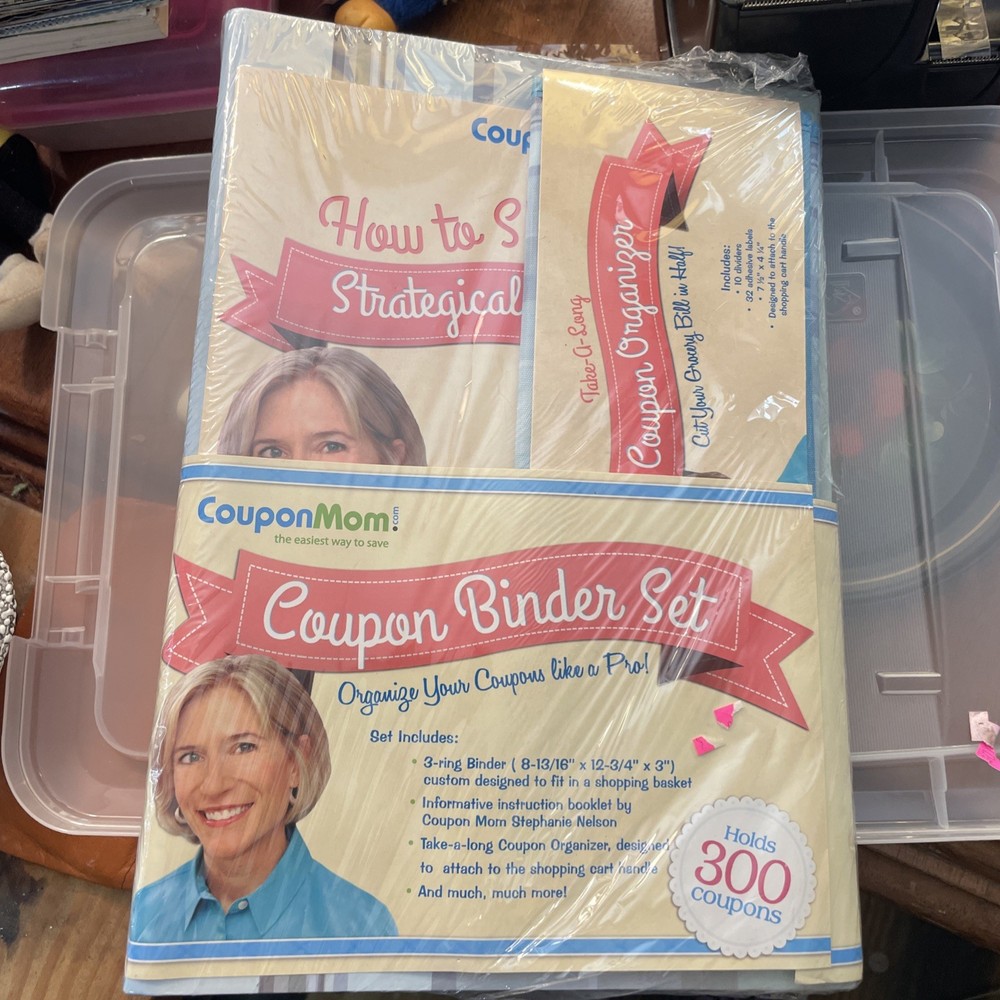 Coup
How to S
Strategical
Take-A-Long
Coupon Organizer
Cut Your Grocery Bill in Half!
Includes:
• 10 dividers
• 32 adhesive labels
• 7 ½" x 4 ¼"
• Designed to attach to the
shopping cart handle
CouponMom.com
the easiest way to save
Coupon Binder Set
Organize Your Coupons like a Pro!
Set Includes:
• 3-ring Binder ( 8-13/16" x 12-3/4" x 3")
custom designed to fit in a shopping basket
• Informative instruction booklet by
Coupon Mom Stephanie Nelson
• Take-a-long Coupon Organizer, designed
to attach to the shopping cart handle
• And much, much more!
Holds
300
coupons